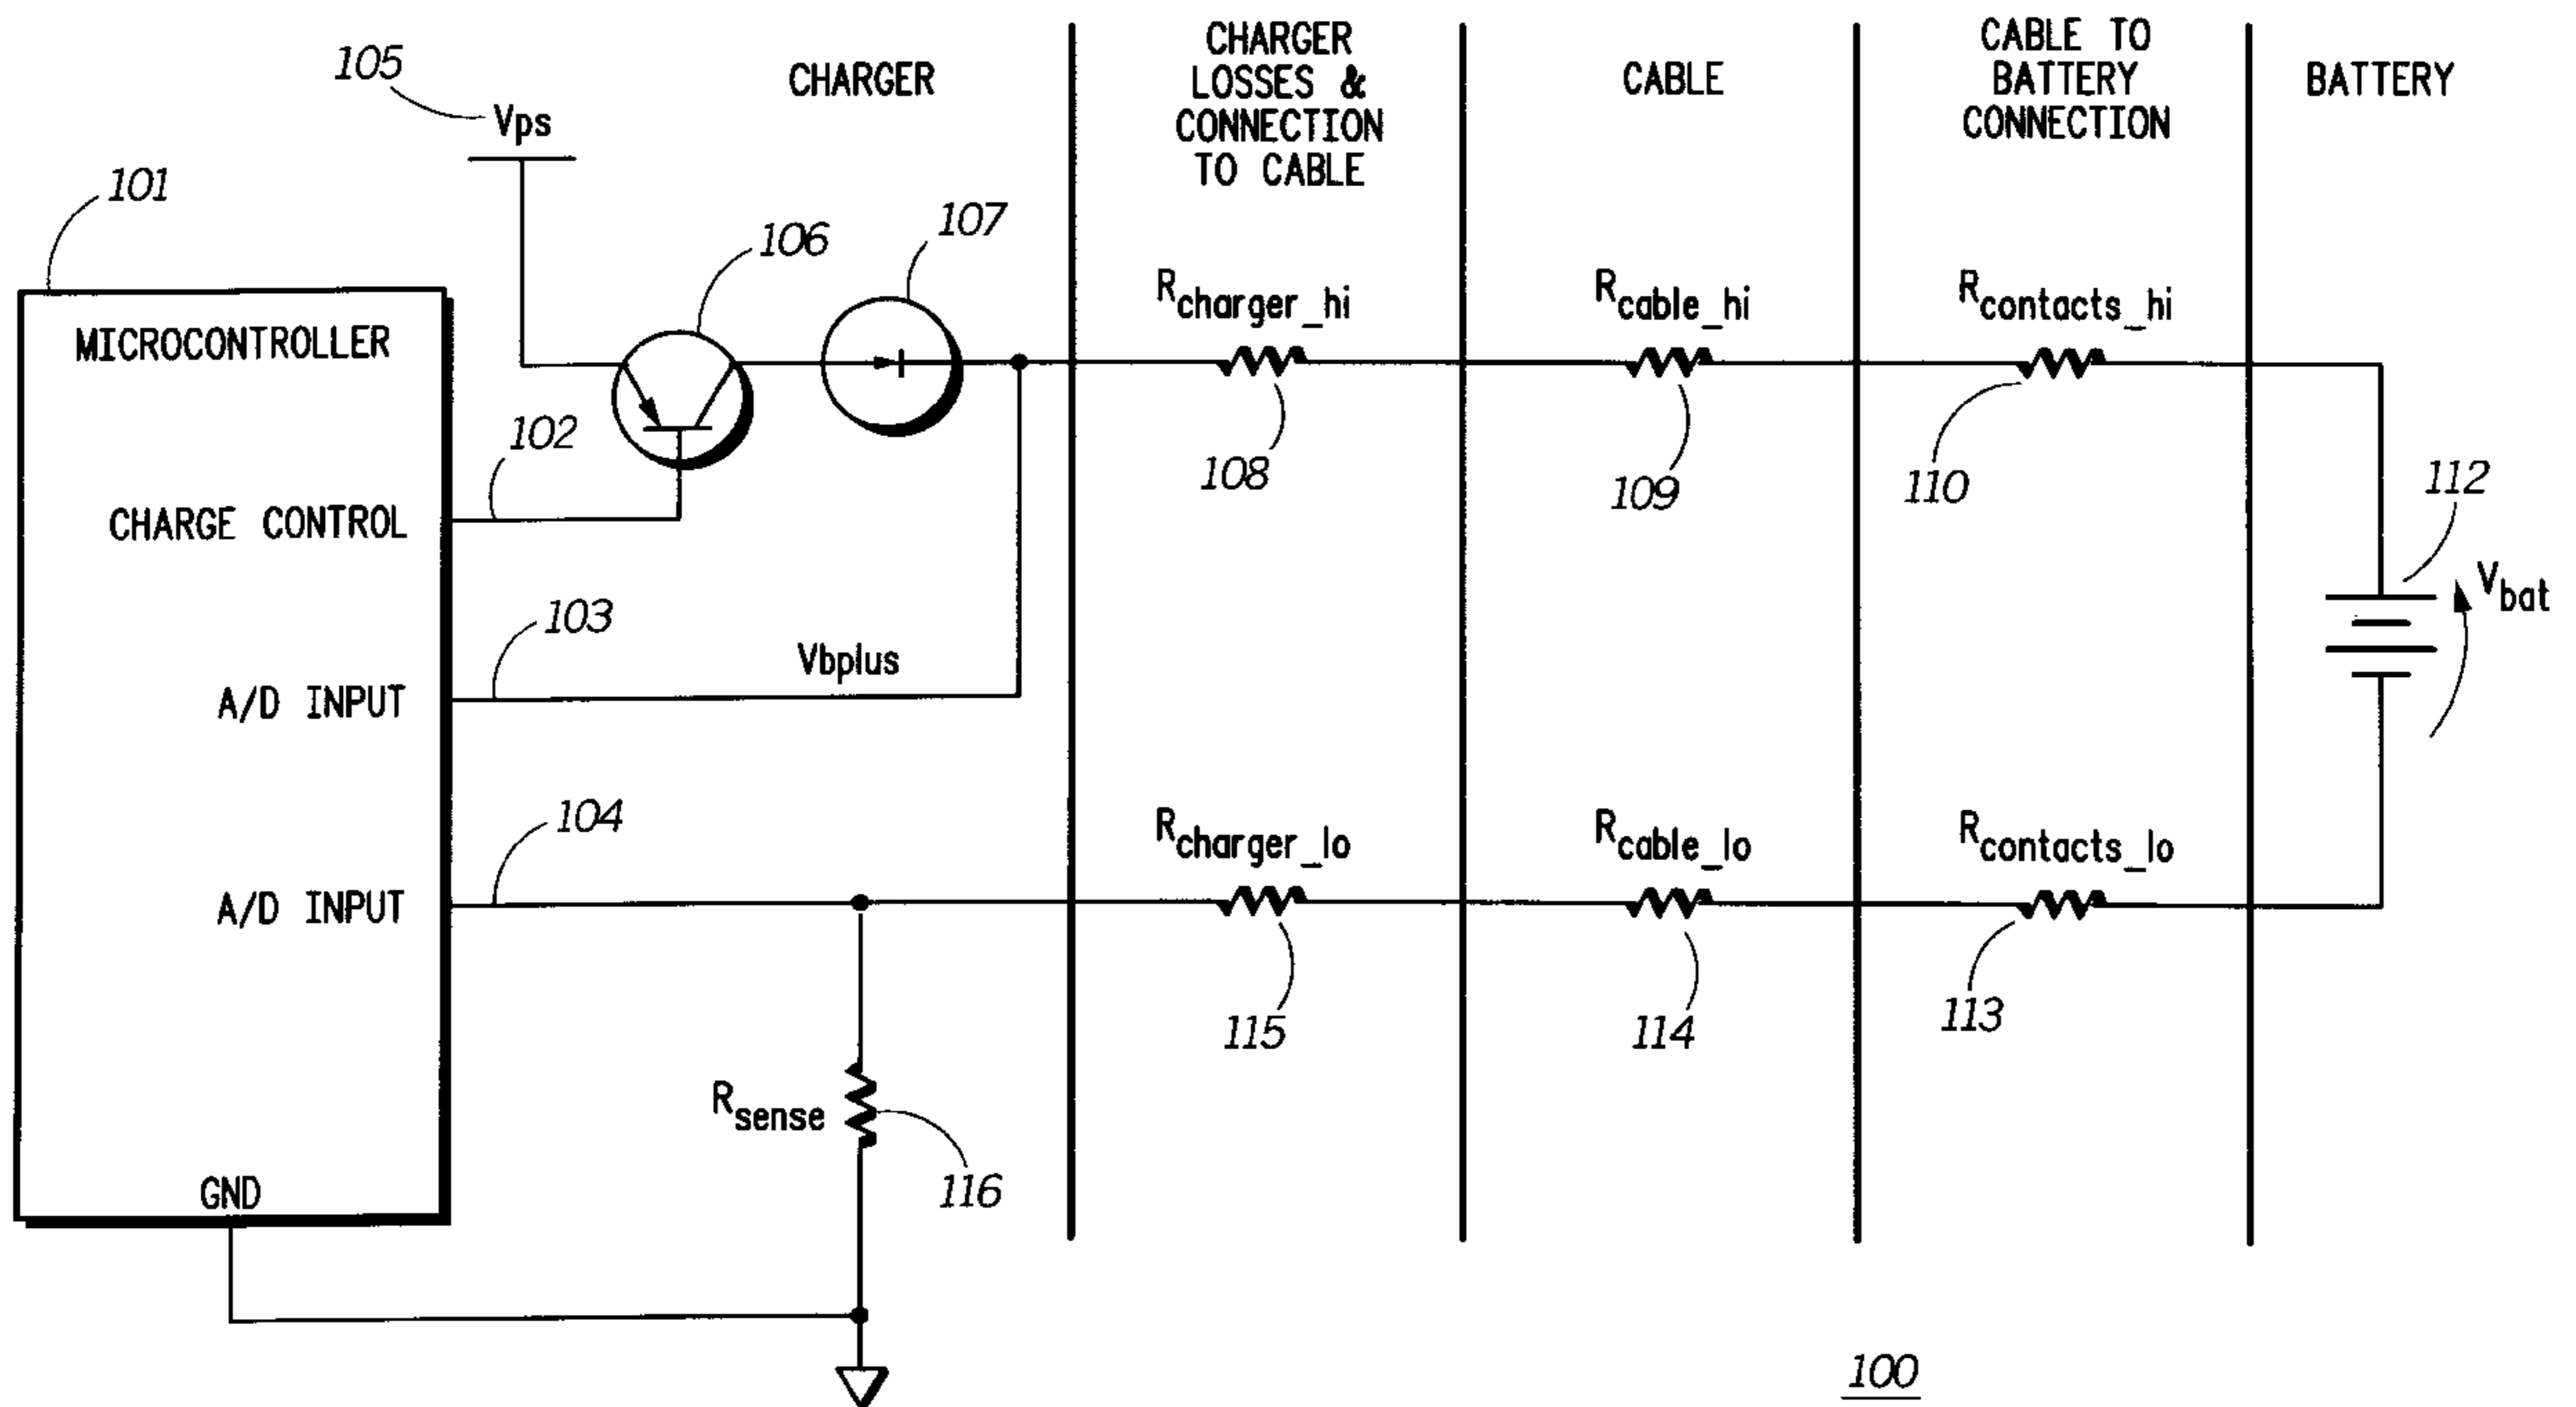 CHARGER
CHARGER
LOSSES &
CONNECTION
TO CABLE
CABLE
CABLE TO
BATTERY
CONNECTION
BATTERY
105
Vps
101
106
107
MICROCONTROLLER
Rcharger_hi
Rcable_hi
Rcontacts_hi
102
108
109
110
112
CHARGE CONTROL
Vbat
103
Vbplus
A/D INPUT
104
Rcharger_lo
Rcable_lo
Rcontacts_lo
A/D INPUT
115
114
113
Rsense
116
GND
100